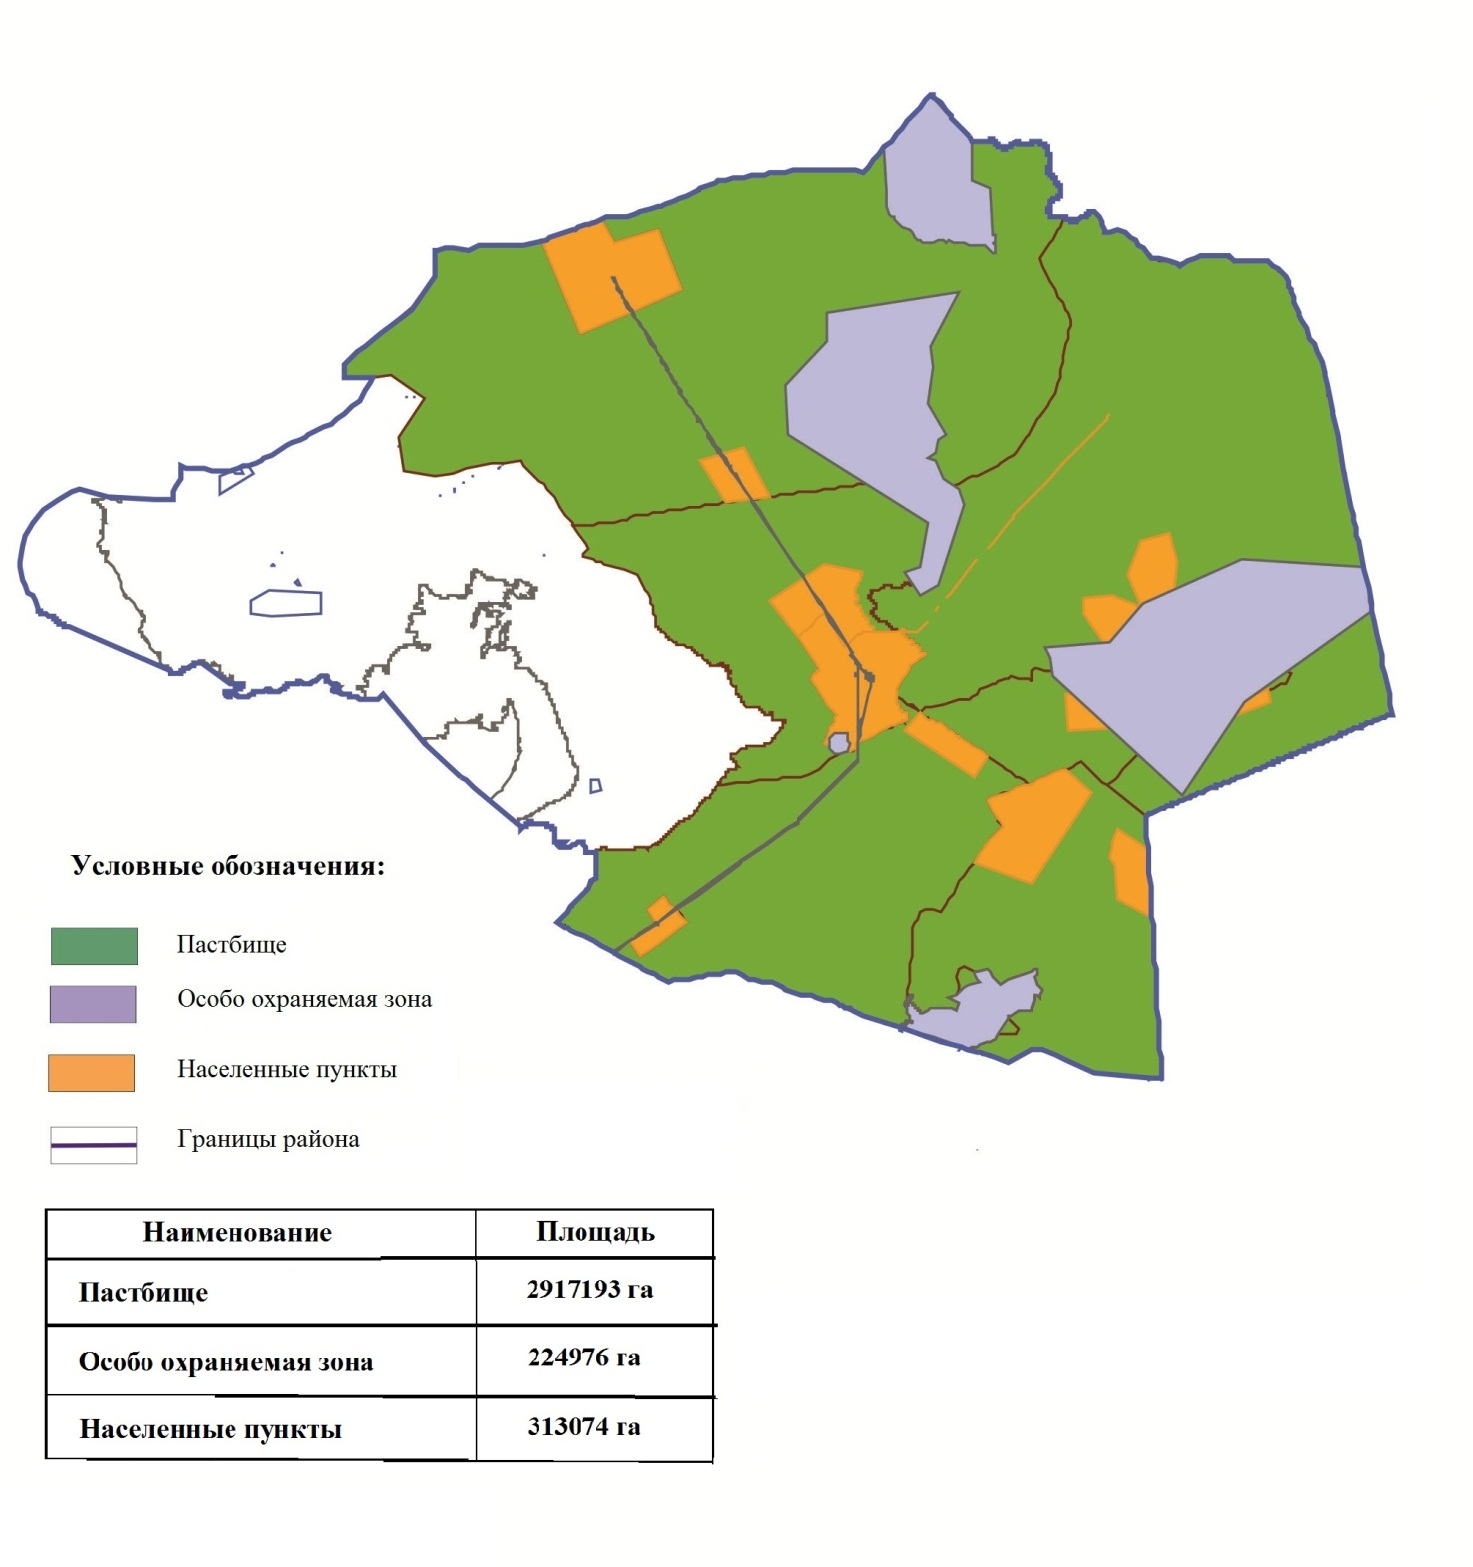 Условные обозначения:
Пастбище
Особо охраняемая зона
Населенные пункты
Границы района
Наименование Площадь
Пастбище 2917193 га
Особо охраняемая зона 224976 га
Населенные пункты 313074 га